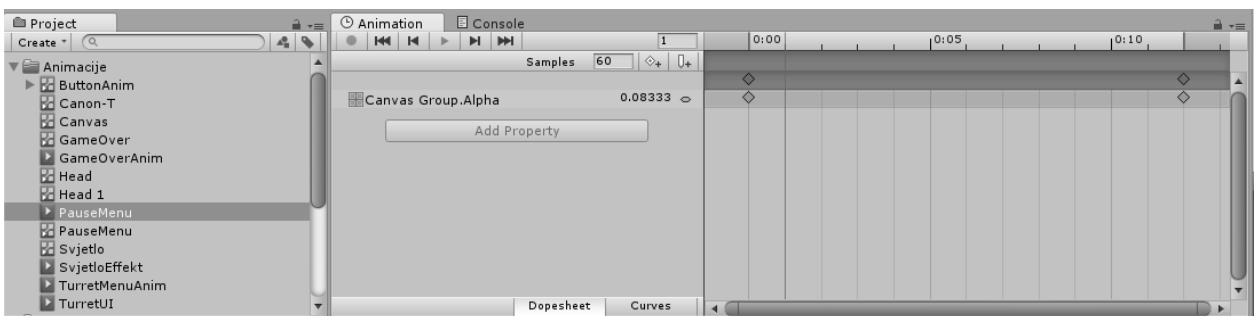 Project
Create
Animacije
ButtonAnim
Canon-T
Canvas
GameOver
GameOverAnim
Head
Head 1
PauseMenu
PauseMenu
Svjetlo
SvjetloEffekt
TurretMenuAnim
TurretUI
Animation Console
1
Samples 60
Canvas Group.Alpha 0.08333
Add Property
Dopesheet Curves
0:00 0:05 0:10